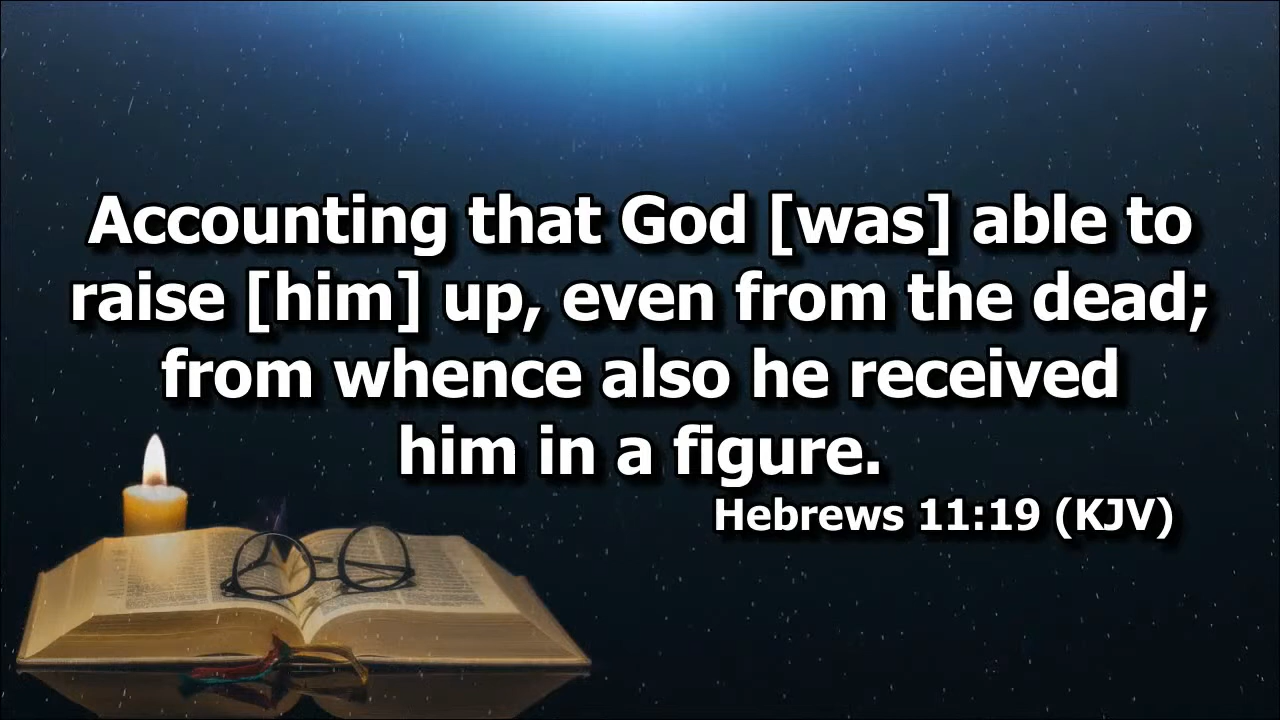 Accounting that God [was] able to
raise [him] up, even from the dead;
from whence also he received
him in a figure.
Hebrews 11:19 (KJV)